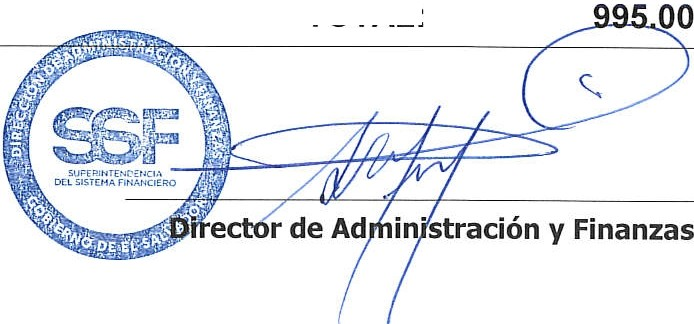 TOTAL: 995.00
DIRECCIÓN DE ADMINISTRACIÓN Y FINANZAS
SSF
SUPERINTENDENCIA
DEL SISTEMA FINANCIERO
GOBIERNO DE EL SALVADOR
Director de Administración y Finanzas